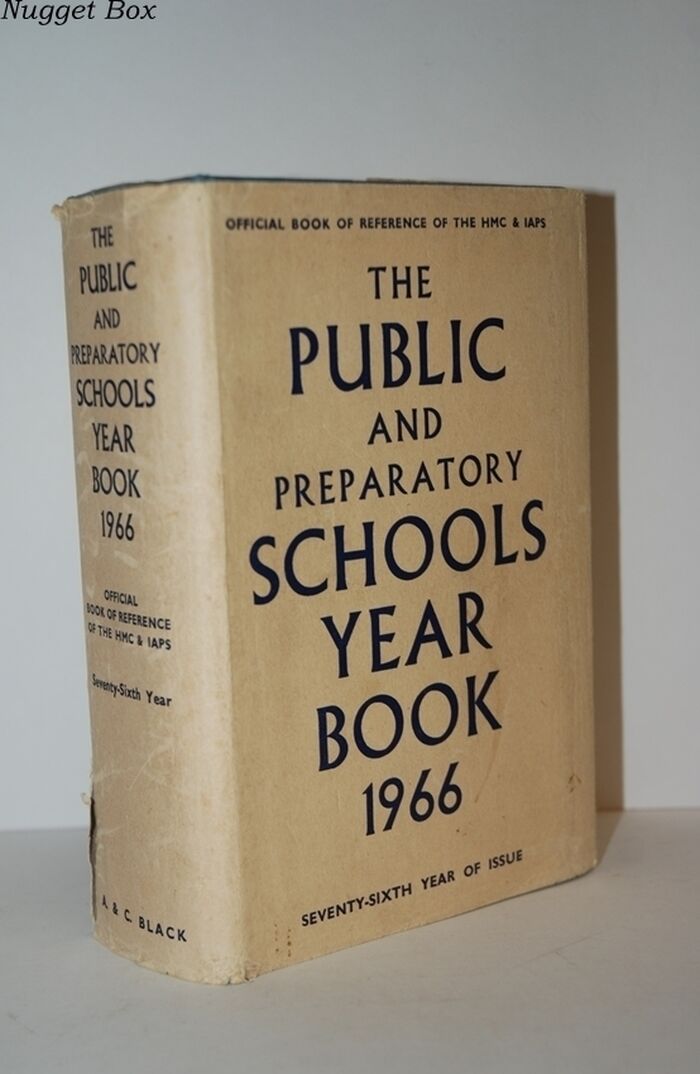 Nugget Box
THE
PUBLIC
AND
PREPARATORY
SCHOOLS
YEAR
BOOK
1966
OFFICIAL
BOOK OF REFERENCE
OF THE HMC & IAPS
Seventy-Sixth Year
A. & C. BLACK
OFFICIAL BOOK OF REFERENCE OF THE HMC & IAPS
THE
PUBLIC
AND
PREPARATORY
SCHOOLS
YEAR
BOOK
1966
SEVENTY-SIXTH YEAR OF ISSUE